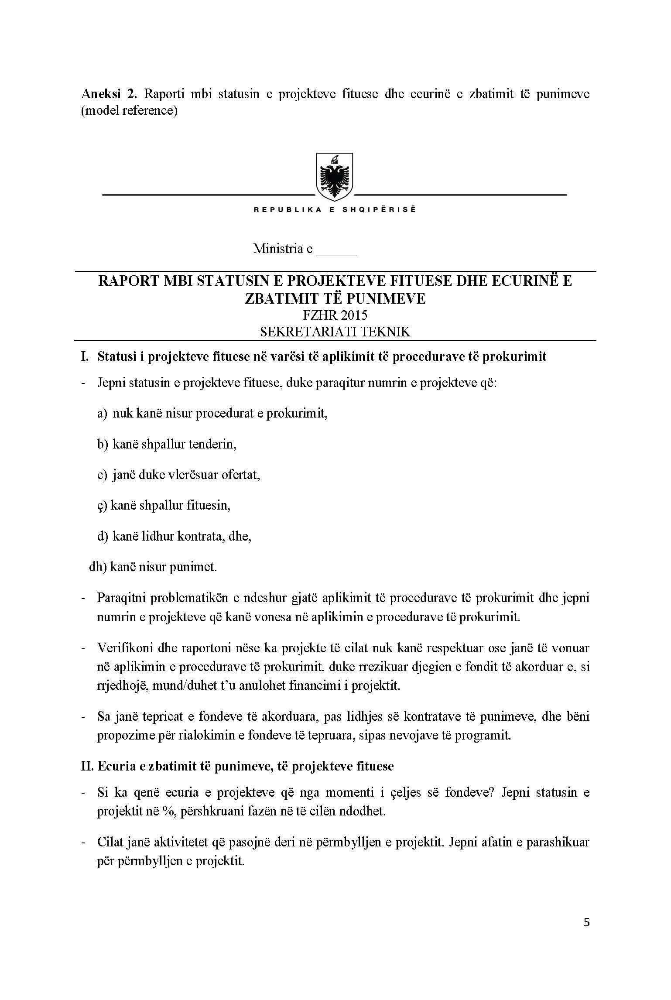 Aneksi 2. Raporti mbi statusin e projekteve fituese dhe ecurinë e zbatimit të punimeve
(model reference)
REPUBLIKA E SHQIPËRISË
Ministria e ______
RAPORT MBI STATUSIN E PROJEKTEVE FITUESE DHE ECURINË E
ZBATIMIT TË PUNIMEVE
FZHR 2015
SEKRETARIATI TEKNIK
I. Statusi i projekteve fituese në varësi të aplikimit të procedurave të prokurimit
- Jepni statusin e projekteve fituese, duke paraqitur numrin e projekteve që:
a) nuk kanë nisur procedurat e prokurimit,
b) kanë shpallur tenderin,
c) janë duke vlerësuar ofertat,
ç) kanë shpallur fituesin,
d) kanë lidhur kontrata, dhe,
dh) kanë nisur punimet.
- Paraqitni problematikën e ndeshur gjatë aplikimit të procedurave të prokurimit dhe jepni
numrin e projekteve që kanë vonesa në aplikimin e procedurave të prokurimit.
- Verifikoni dhe raportoni nëse ka projekte të cilat nuk kanë respektuar ose janë të vonuar
në aplikimin e procedurave të prokurimit, duke rrezikuar djegien e fondit të akorduar e, si
rrjedhojë, mund/duhet t’u anulohet financimi i projektit.
- Sa janë tepricat e fondeve të akorduara, pas lidhjes së kontratave të punimeve, dhe bëni
propozime për rialokimin e fondeve të tepruara, sipas nevojave të programit.
II. Ecuria e zbatimit të punimeve, të projekteve fituese
- Si ka qenë ecuria e projekteve që nga momenti i çeljes së fondeve? Jepni statusin e
projektit në %, përshkruani fazën në të cilën ndodhet.
- Cilat janë aktivitetet që pasojnë deri në përmbylljen e projektit. Jepni afatin e parashikuar
për përmbylljen e projektit.
5